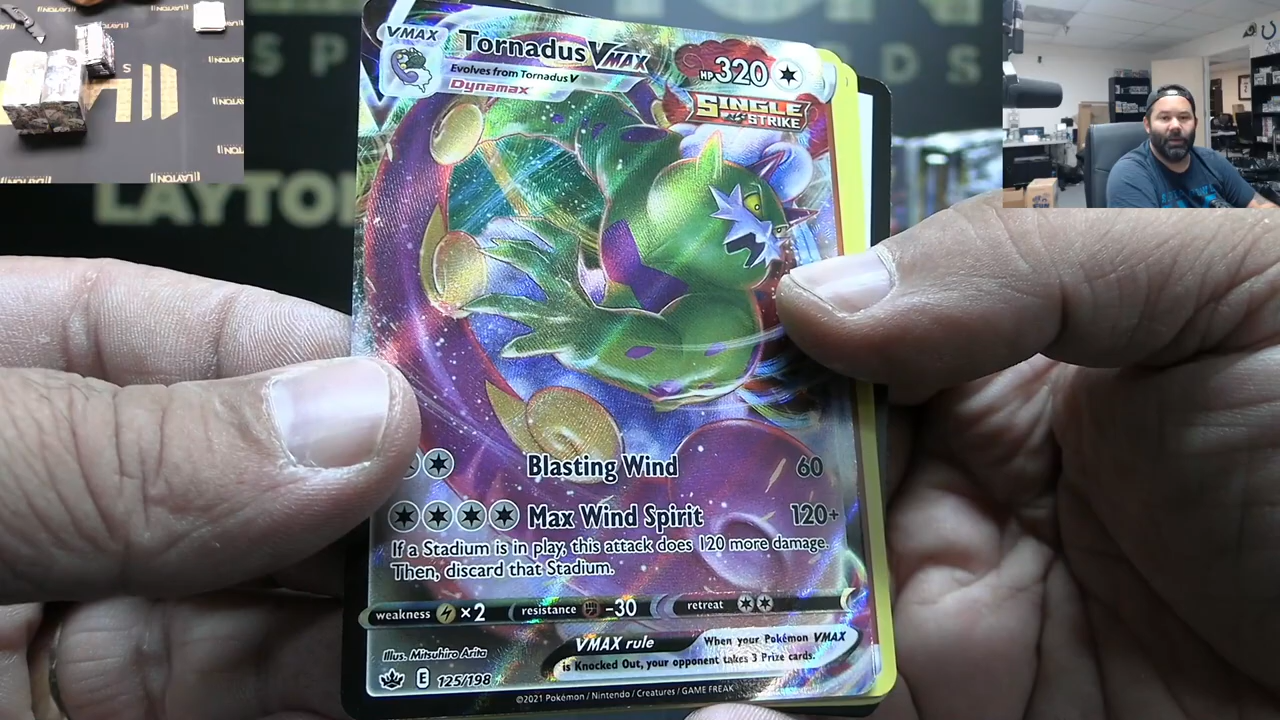 VMAX
Tornadus VMAX
HP 320
Evolves from Tornadus V
Dynamax
SINGLE STRIKE
LAYTON
LAYTON
Blasting Wind 60
Max Wind Spirit 120+
If a Stadium is in play, this attack does 120 more damage.
Then, discard that Stadium.
weakness ×2 resistance -30 retreat
VMAX rule When your Pokémon VMAX
is Knocked Out, your opponent takes 3 Prize cards.
Illus. Mitsuhiro Arita
E 125/198
©2021 Pokémon / Nintendo / Creatures / GAME FREAK